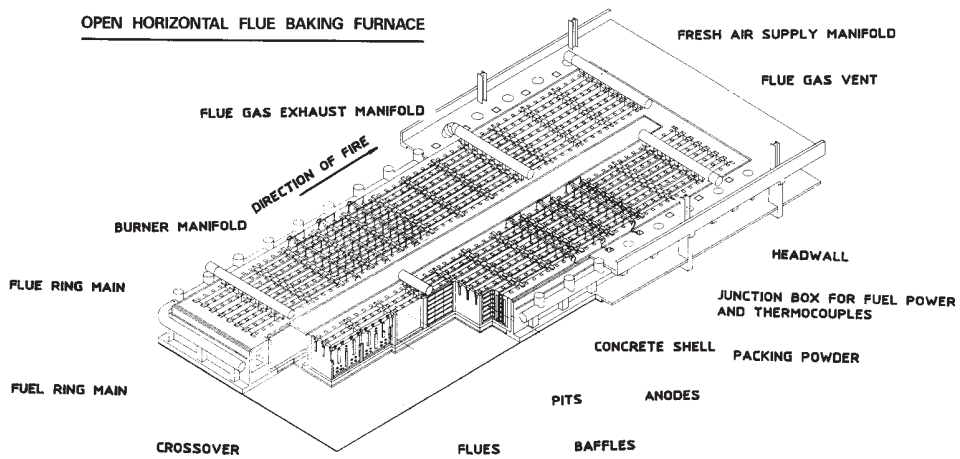 OPEN HORIZONTAL FLUE BAKING FURNACE
FRESH AIR SUPPLY MANIFOLD
FLUE GAS VENT
FLUE GAS EXHAUST MANIFOLD
DIRECTION OF FIRE
BURNER MANIFOLD
HEADWALL
FLUE RING MAIN
JUNCTION BOX FOR FUEL POWER
AND THERMOCOUPLES
CONCRETE SHELL
PACKING POWDER
FUEL RING MAIN
PITS
ANODES
CROSSOVER
FLUES
BAFFLES